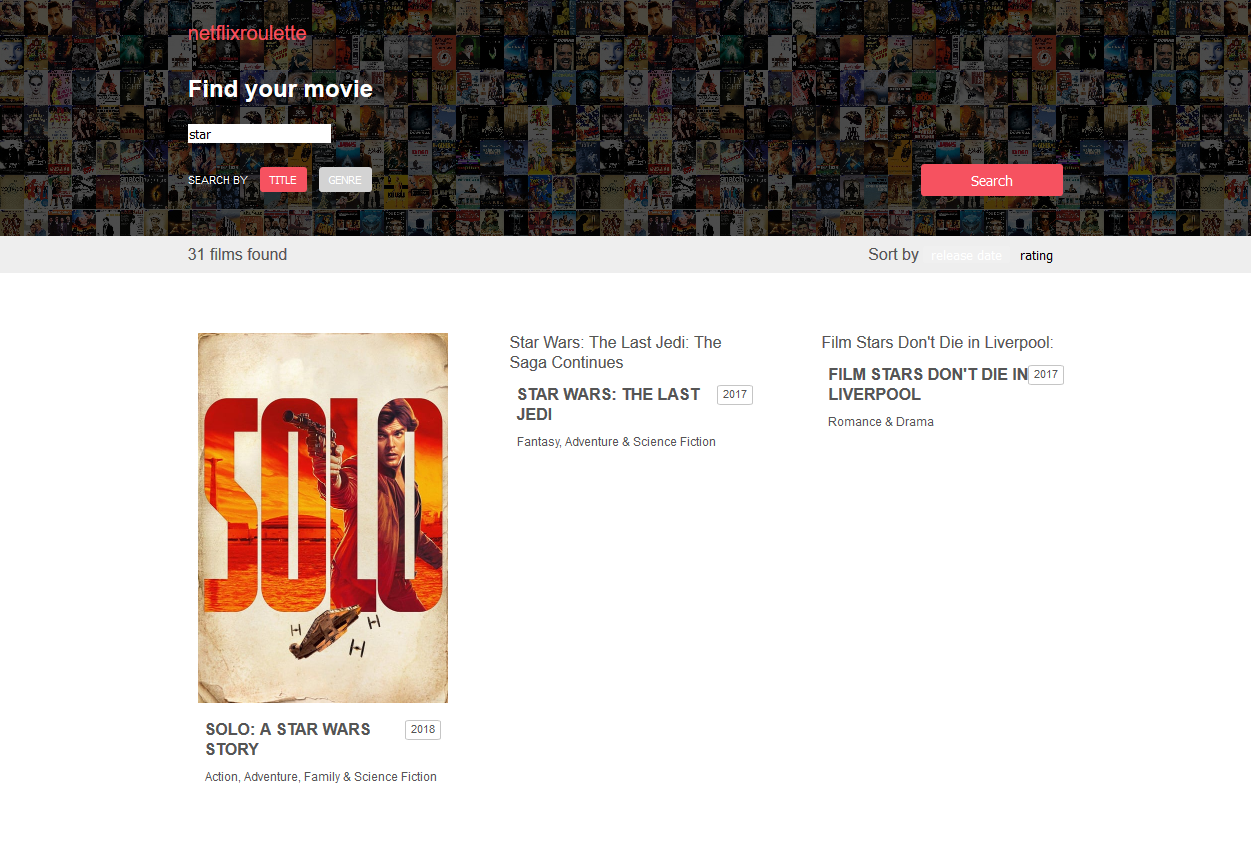 netflixroulette
Find your movie
star
SEARCH BY TITLE GENRE
Search
31 films found
Sort by release date rating
SOLO
SOLO: A STAR WARS
STORY
2018
Action, Adventure, Family & Science Fiction
Star Wars: The Last Jedi: The
Saga Continues
STAR WARS: THE LAST
JEDI
2017
Fantasy, Adventure & Science Fiction
Film Stars Don't Die in Liverpool:
FILM STARS DON'T DIE IN
LIVERPOOL
2017
Romance & Drama